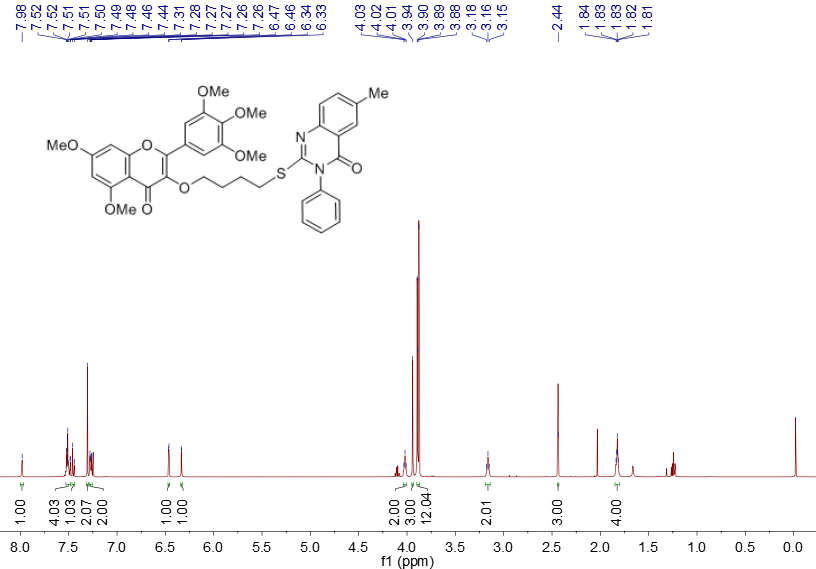 7.98 7.52 7.52 7.51 7.51 7.50 7.49 7.48 7.46 7.44 7.31 7.28 7.27 7.27 7.26 7.26 6.47 6.46 6.34 6.33 4.03 4.02 4.01 3.94 3.90 3.89 3.88 3.18 3.16 3.15 2.44 1.84 1.83 1.83 1.82 1.81
OMe
OMe
OMe
MeO
O
O
O
OMe
S
N
N
O
Me
1.00 4.03 1.03 2.07 2.00 1.00 1.00 2.00 3.00 12.04 2.01 3.00 4.00
8.0 7.5 7.0 6.5 6.0 5.5 5.0 4.5 4.0 3.5 3.0 2.5 2.0 1.5 1.0 0.5 0.0
f1 (ppm)